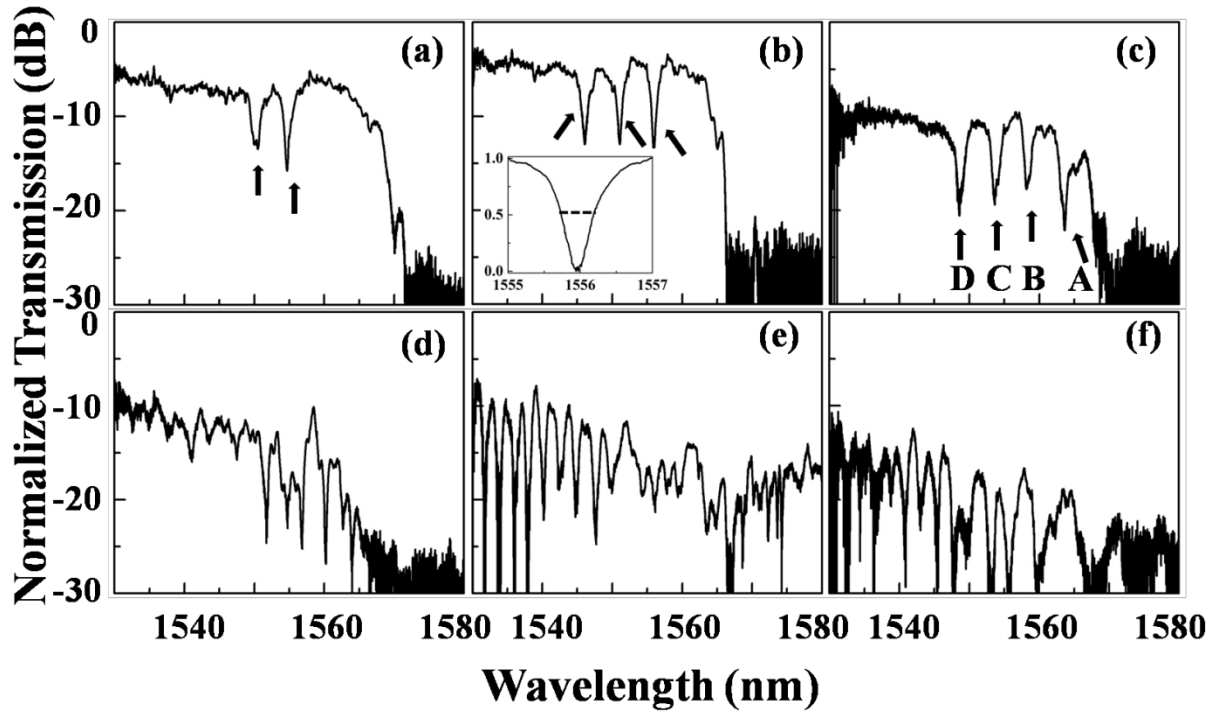 Normalized Transmission (dB)
0
-10
-20
-30
(a)
(b)
1.0
0.5
0.0
1555 1556 1557
(c)
D C B A
0
-10
-20
-30
(d)
(e)
(f)
1540 1560 1580 1540 1560 1580 1540 1560 1580
Wavelength (nm)